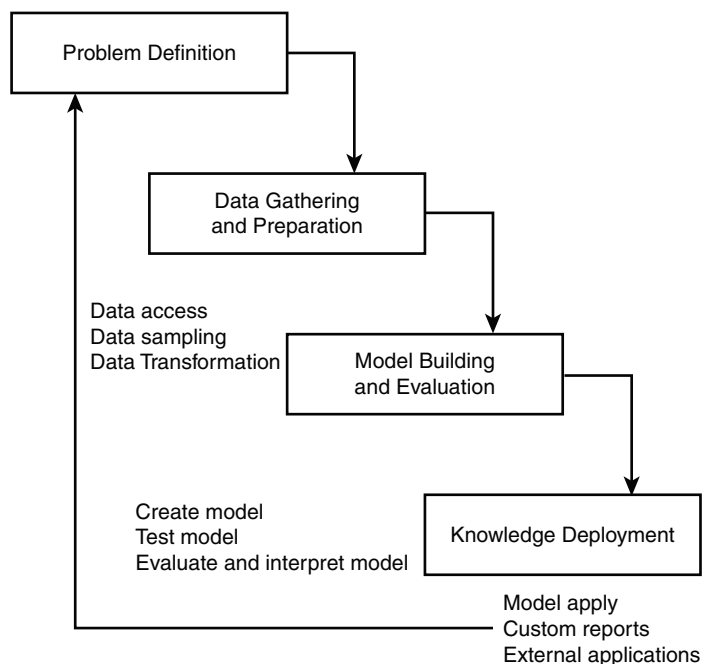 Problem Definition
Data Gathering
and Preparation
Data access
Data sampling
Data Transformation
Model Building
and Evaluation
Create model
Test model
Evaluate and interpret model
Knowledge Deployment
Model apply
Custom reports
External applications